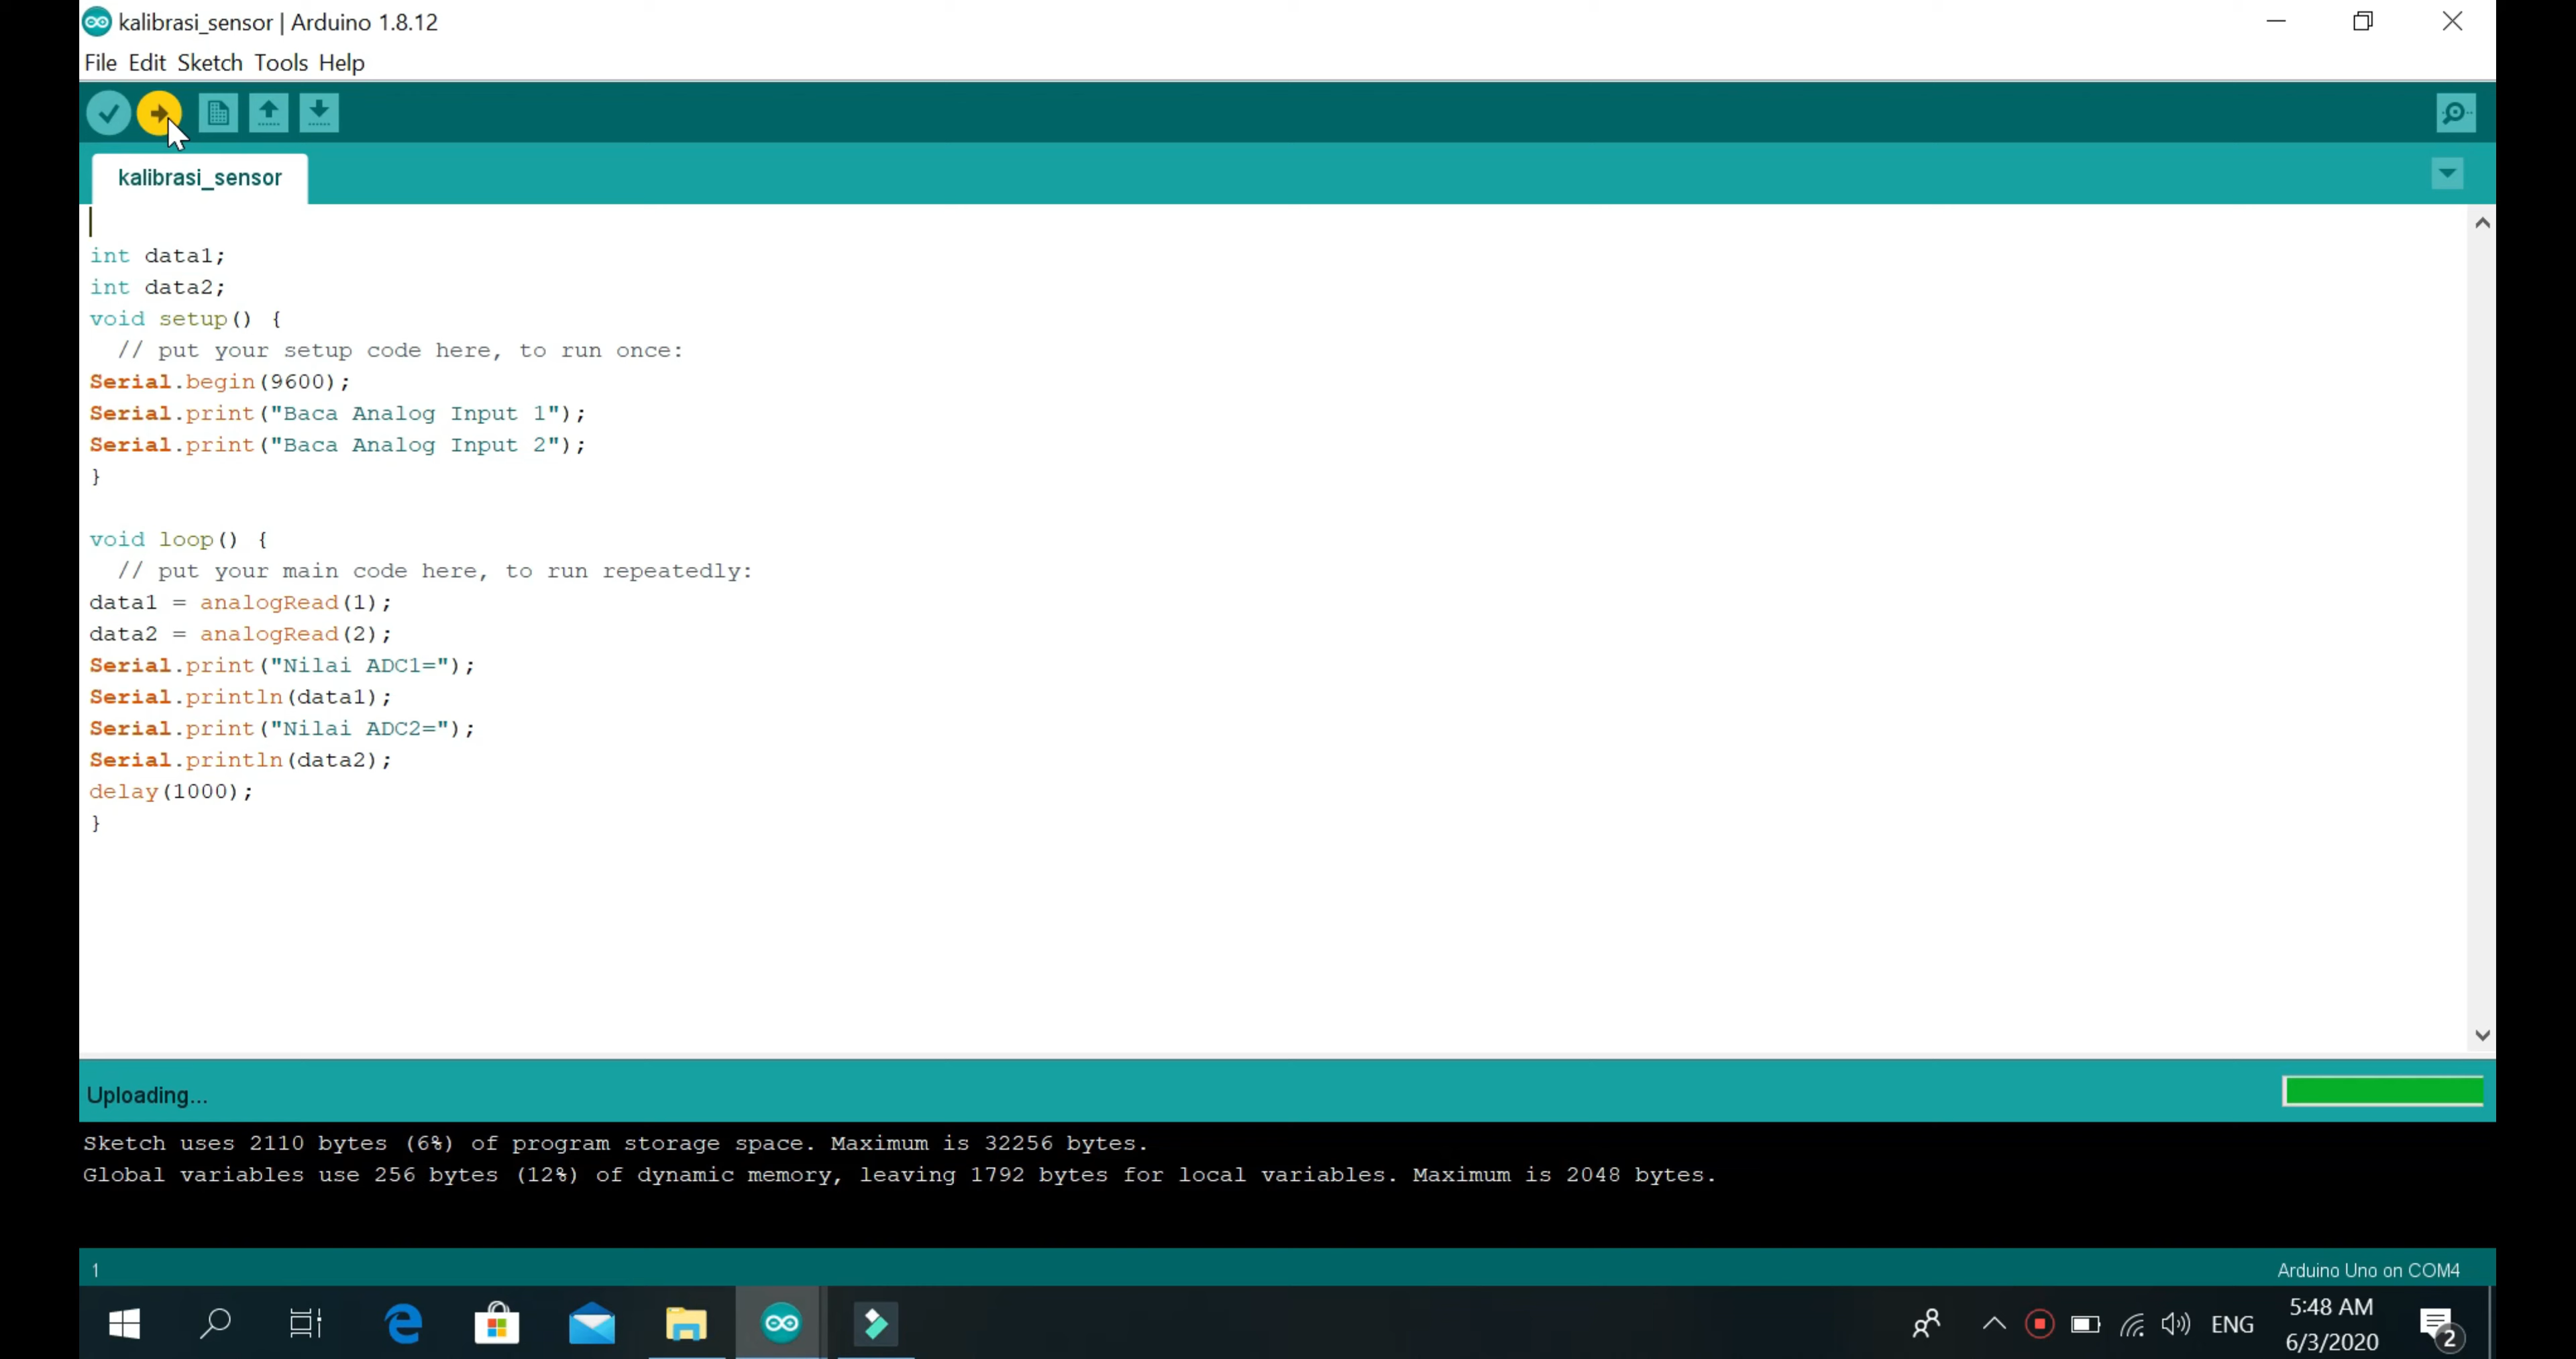 kalibrasi_sensor | Arduino 1.8.12
File Edit Sketch Tools Help
kalibrasi_sensor
int data1;
int data2;
void setup() {
  // put your setup code here, to run once:
Serial.begin(9600);
Serial.print("Baca Analog Input 1");
Serial.print("Baca Analog Input 2");
}
void loop() {
  // put your main code here, to run repeatedly:
data1 = analogRead(1);
data2 = analogRead(2);
Serial.print("Nilai ADC1=");
Serial.println(data1);
Serial.print("Nilai ADC2=");
Serial.println(data2);
delay(1000);
}
Uploading...
Sketch uses 2110 bytes (6%) of program storage space. Maximum is 32256 bytes.
Global variables use 256 bytes (12%) of dynamic memory, leaving 1792 bytes for local variables. Maximum is 2048 bytes.
1
Arduino Uno on COM4
ENG
5:48 AM
6/3/2020
2